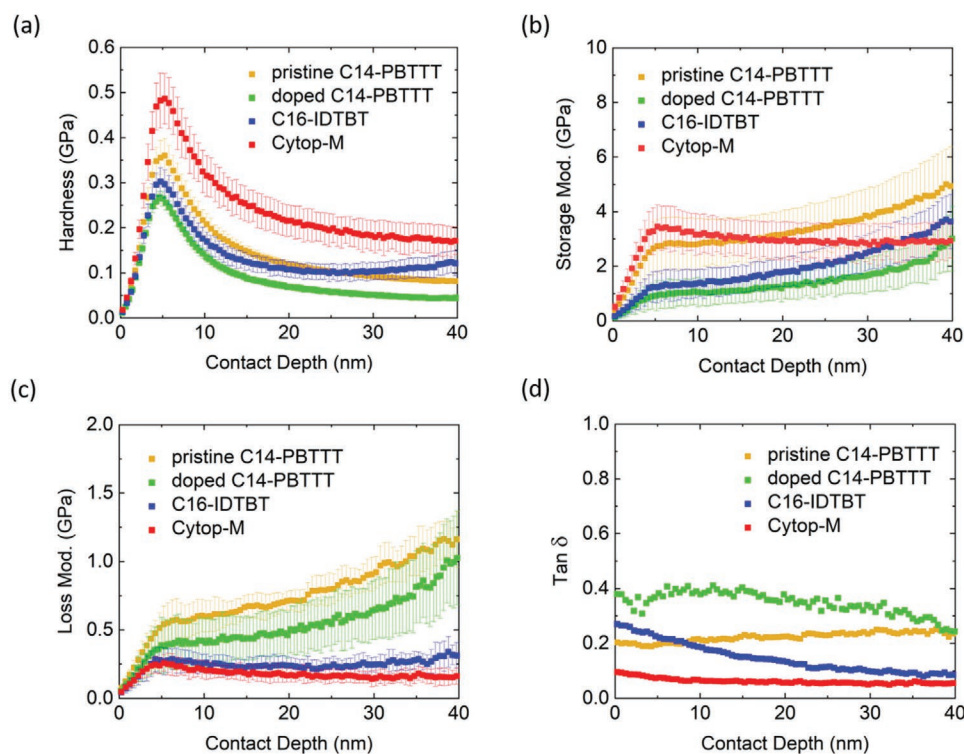 (a)
0.6
0.5
0.4
0.3
0.2
0.1
0.0
Hardness (GPa)
pristine C14-PBTTT
doped C14-PBTTT
C16-IDTBT
Cytop-M
0 10 20 30 40
Contact Depth (nm)
(b)
10
8
6
4
2
0
Storage Mod. (GPa)
pristine C14-PBTTT
doped C14-PBTTT
C16-IDTBT
Cytop-M
0 10 20 30 40
Contact Depth (nm)
(c)
2.0
1.5
1.0
0.5
0.0
Loss Mod. (GPa)
pristine C14-PBTTT
doped C14-PBTTT
C16-IDTBT
Cytop-M
0 10 20 30 40
Contact Depth (nm)
(d)
1.0
0.8
0.6
0.4
0.2
0.0
Tan δ
pristine C14-PBTTT
doped C14-PBTTT
C16-IDTBT
Cytop-M
0 10 20 30 40
Contact Depth (nm)